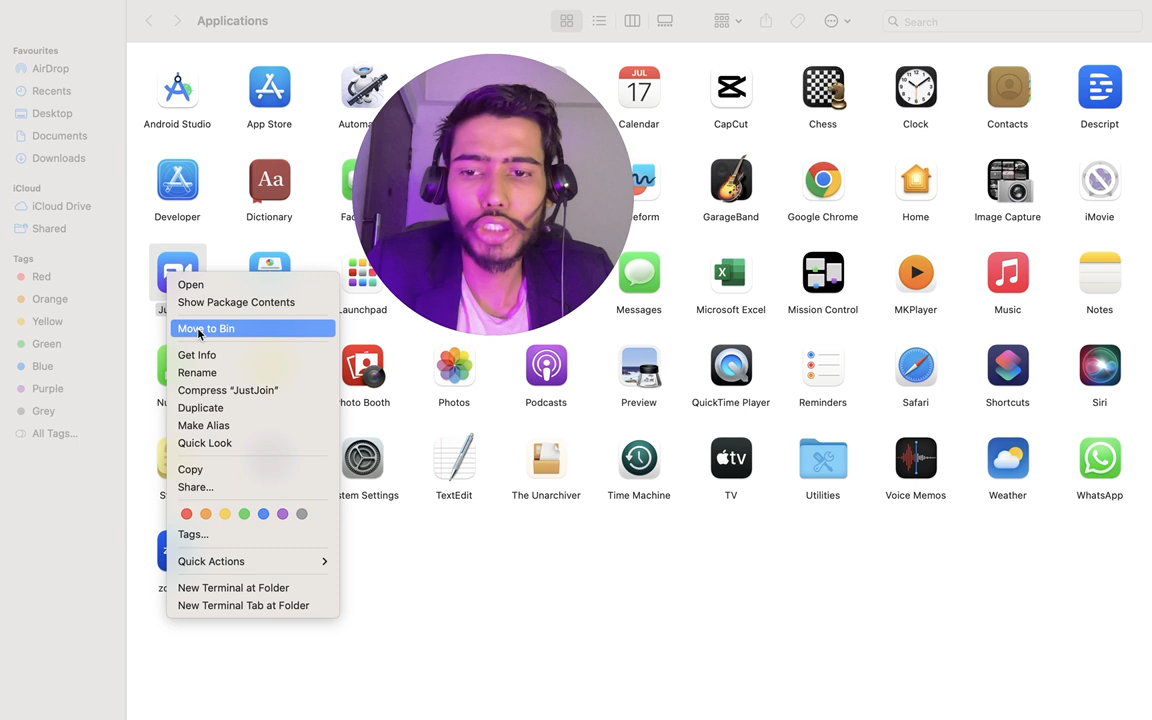 Applications
Search
Favourites
AirDrop
Recents
Desktop
Documents
Downloads
iCloud
iCloud Drive
Shared
Tags
Red
Orange
Yellow
Green
Blue
Purple
Grey
All Tags...
JUL
17
Android Studio
App Store
Calendar
CapCut
Chess
Clock
Contacts
Descript
Aa
Developer
Dictionary
GarageBand
Google Chrome
Home
Image Capture
iMovie
Launchpad
Messages
Microsoft Excel
Mission Control
MKPlayer
Music
Notes
Photo Booth
Photos
Podcasts
Preview
QuickTime Player
Reminders
Safari
Shortcuts
Siri
tv
TextEdit
The Unarchiver
Time Machine
TV
Utilities
Voice Memos
Weather
WhatsApp
Open
Show Package Contents
Move to Bin
Get Info
Rename
Compress “JustJoin”
Duplicate
Make Alias
Quick Look
Copy
Share...
Tags...
Quick Actions
New Terminal at Folder
New Terminal Tab at Folder